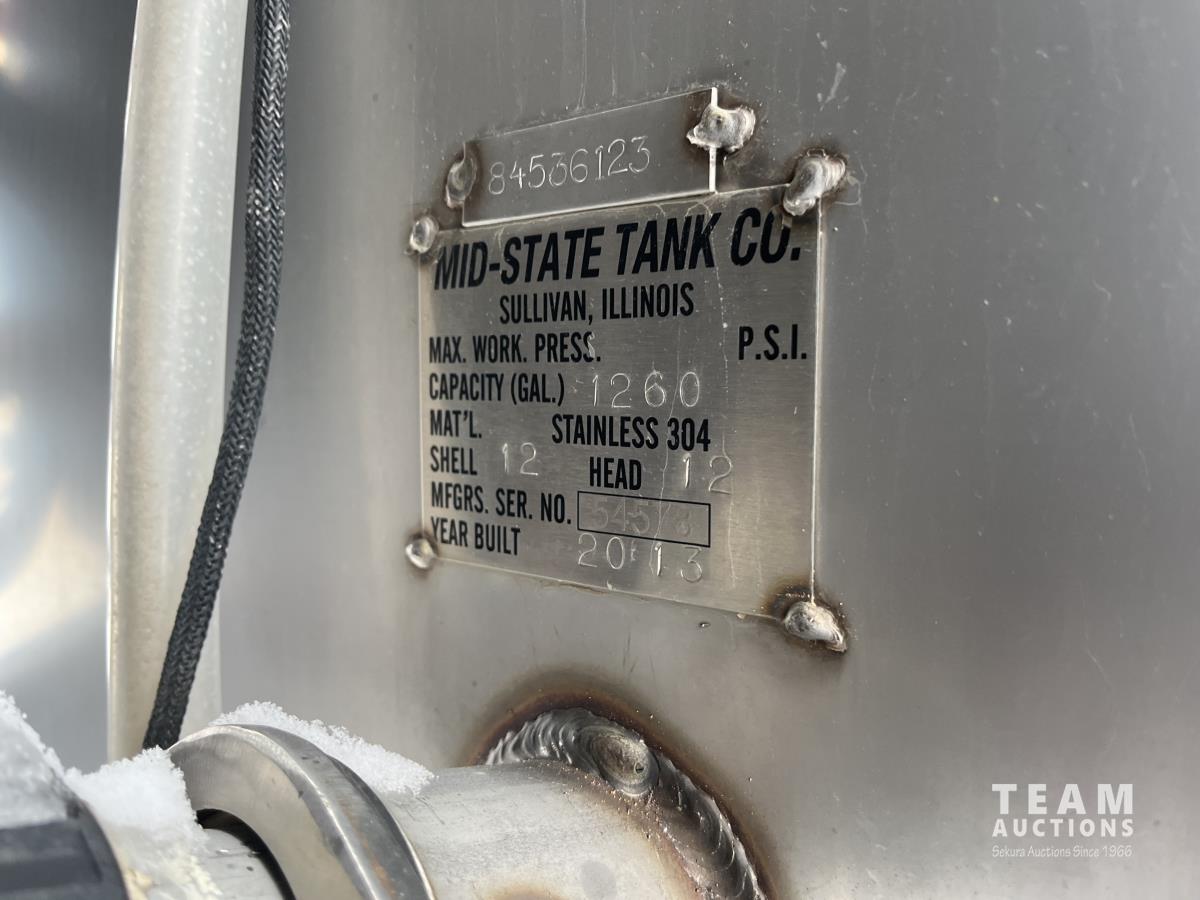 84536123
MID-STATE TANK CO.
SULLIVAN, ILLINOIS
MAX. WORK. PRESS. P.S.I.
CAPACITY (GAL.) 1260
MAT'L. STAINLESS 304
SHELL 12 HEAD 12
MFGRS. SER. NO.
YEAR BUILT 2013
TEAM
AUCTIONS
Sekura Auctions Since 1966